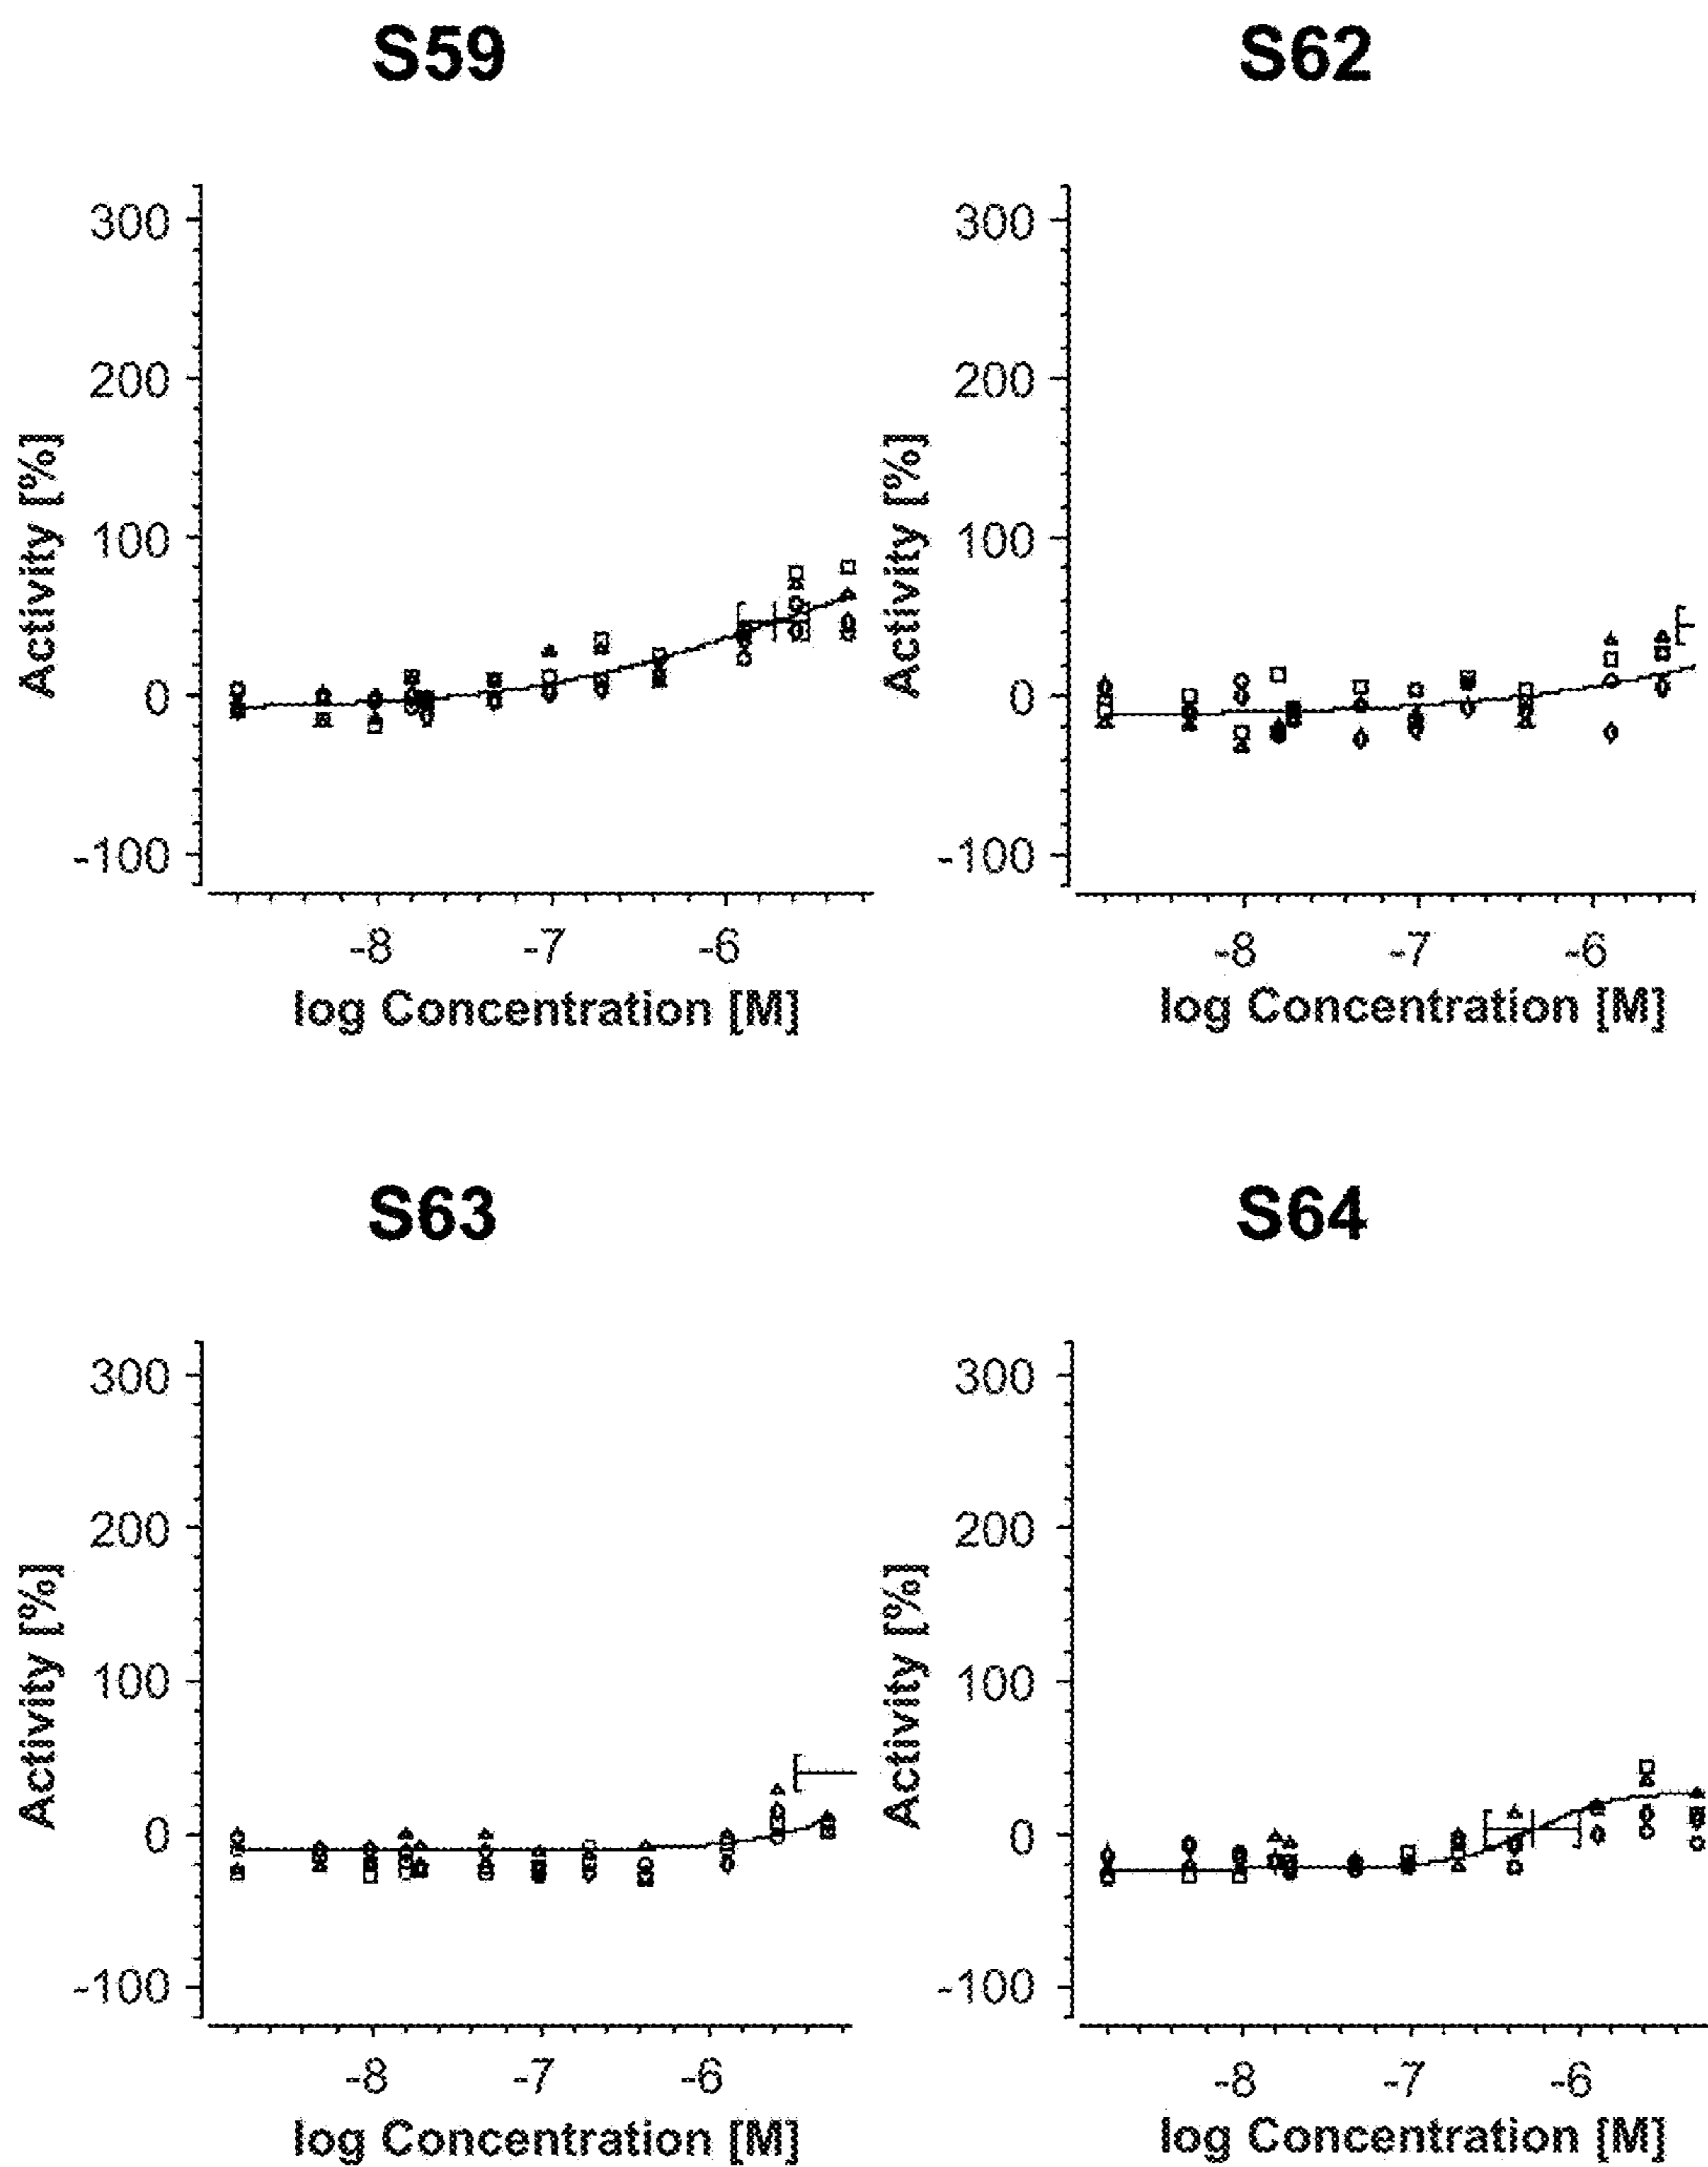 S59
300
200
100
0
-100
Activity [%]
-8 -7 -6
log Concentration [M]
S62
300
200
100
0
-100
Activity [%]
-8 -7 -6
log Concentration [M]
S63
300
200
100
0
-100
Activity [%]
-8 -7 -6
log Concentration [M]
S64
300
200
100
0
-100
Activity [%]
-8 -7 -6
log Concentration [M]